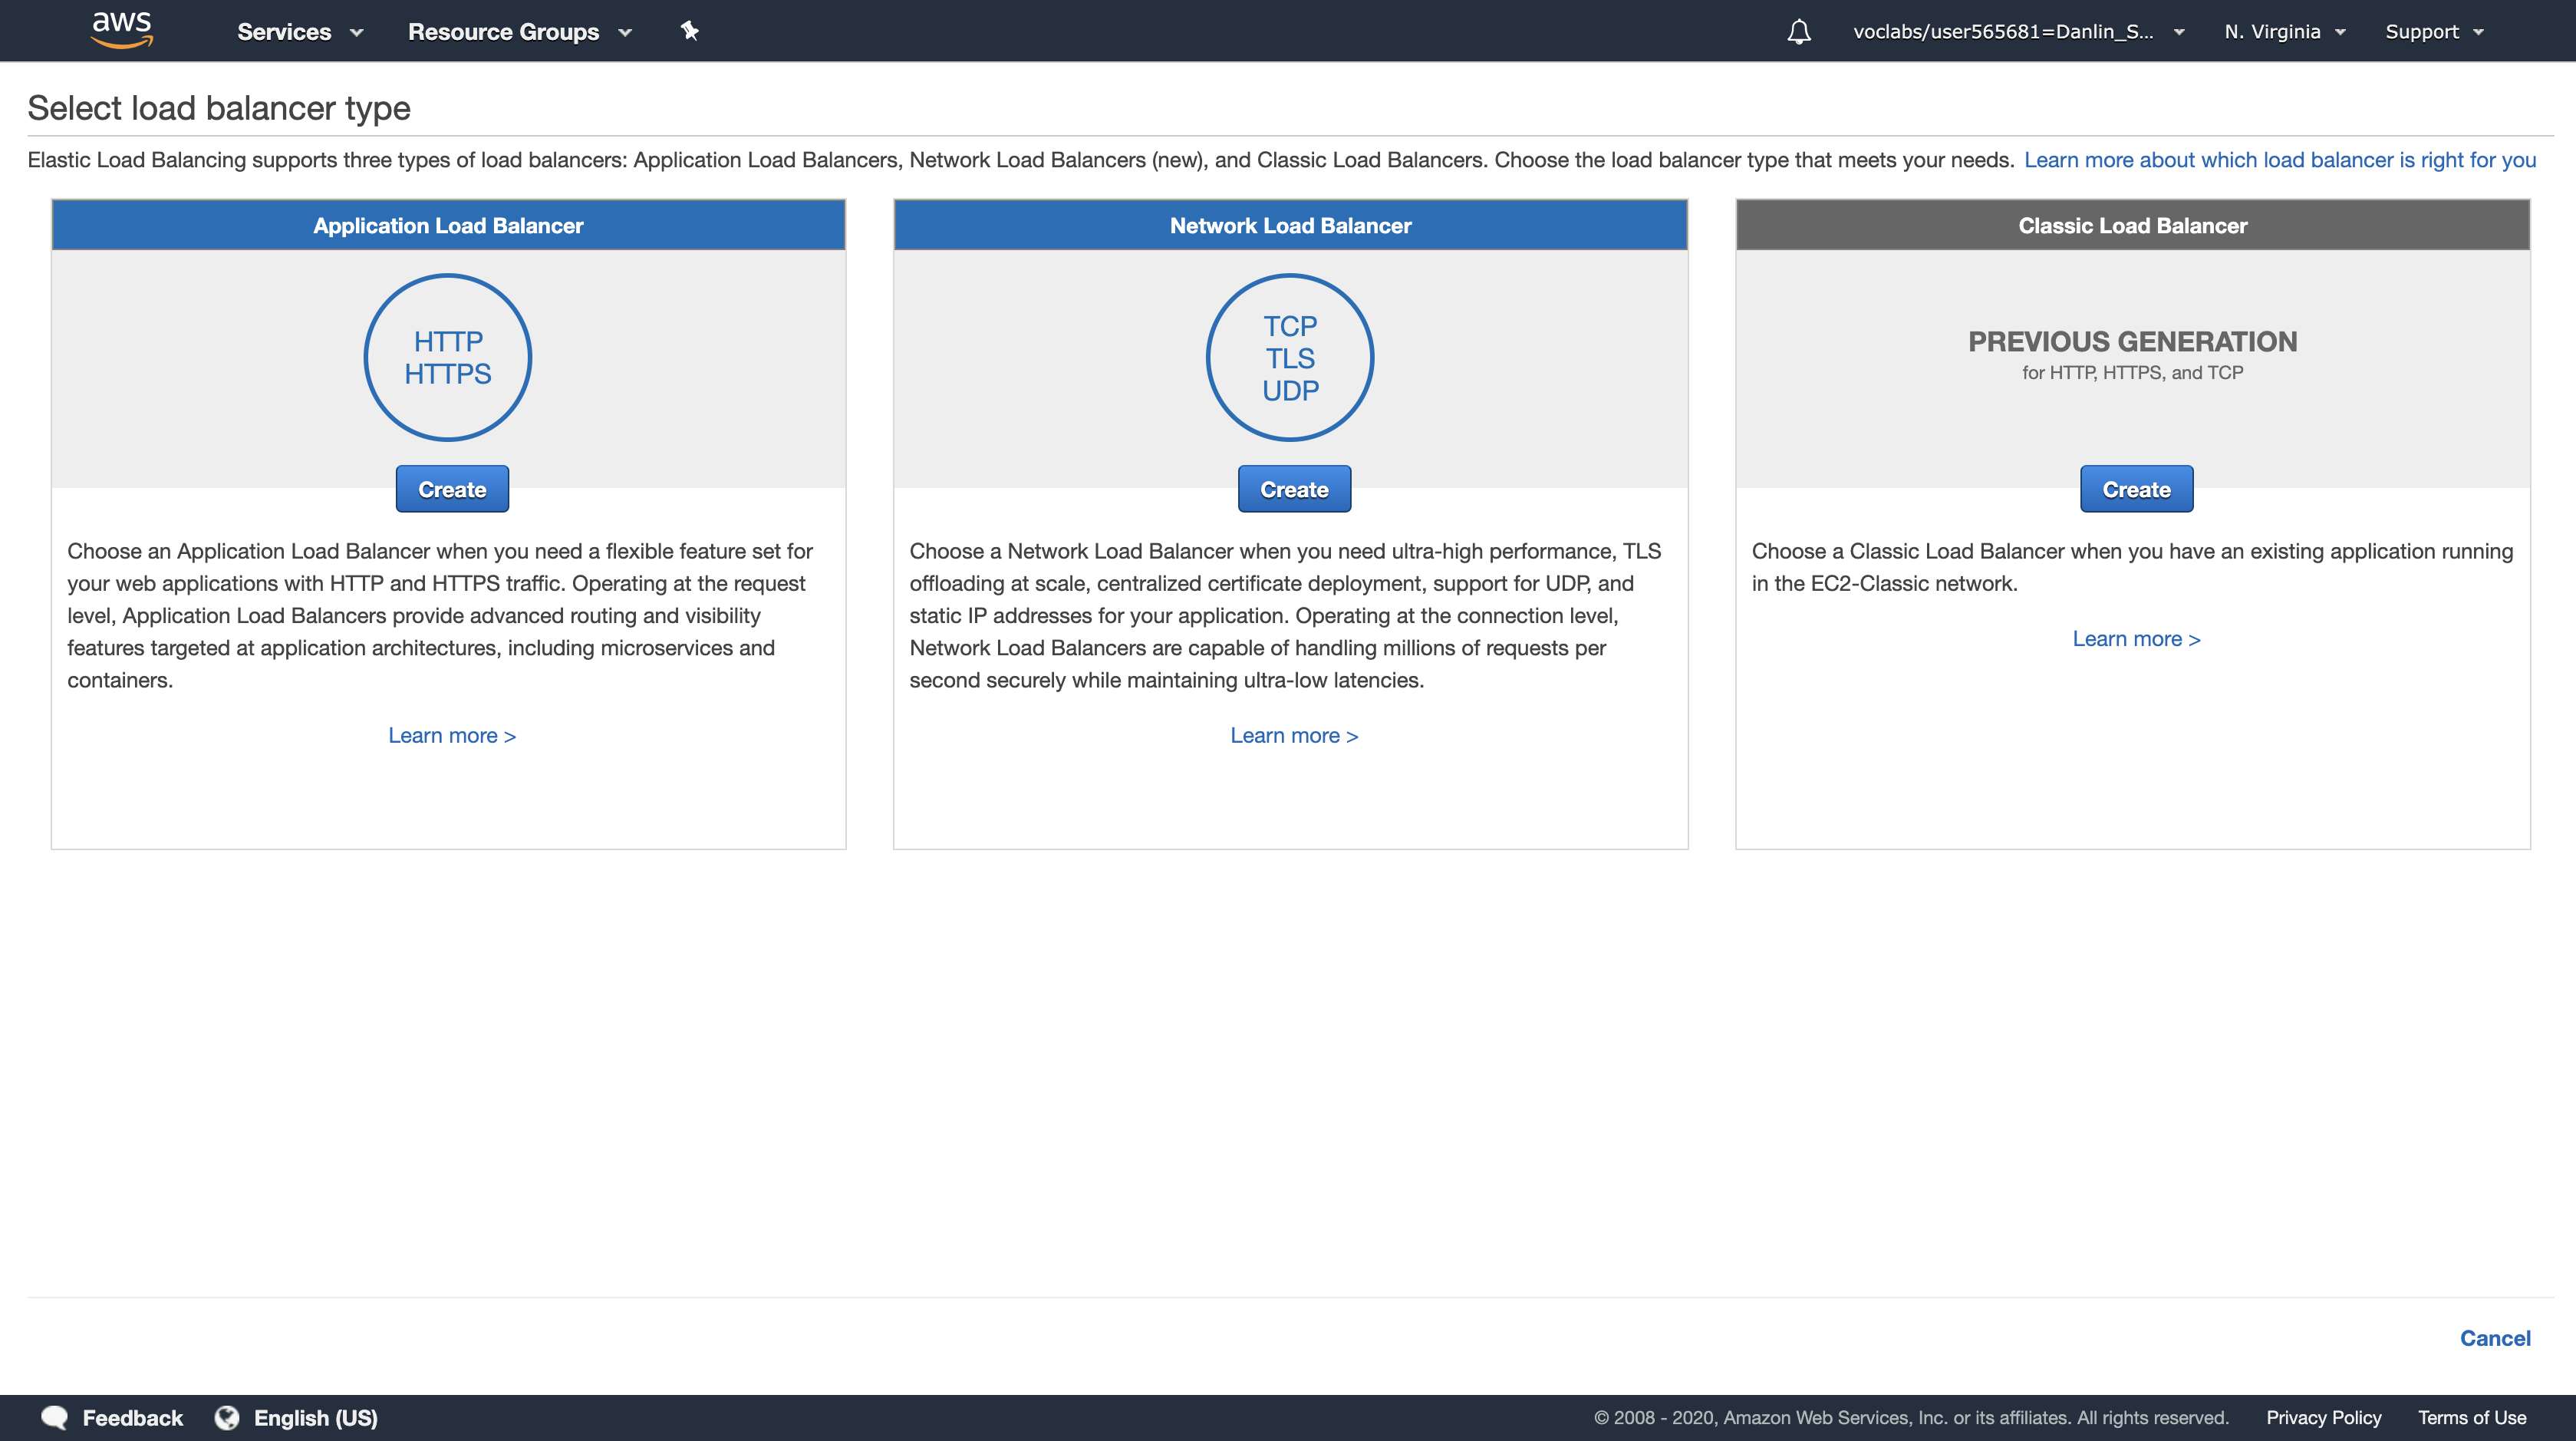 aws
Services
Resource Groups
voclabs/user565681=Danlin_S...
N. Virginia
Support
Select load balancer type
Elastic Load Balancing supports three types of load balancers: Application Load Balancers, Network Load Balancers (new), and Classic Load Balancers. Choose the load balancer type that meets your needs. Learn more about which load balancer is right for you
Application Load Balancer
HTTP
HTTPS
Create
Choose an Application Load Balancer when you need a flexible feature set for
your web applications with HTTP and HTTPS traffic. Operating at the request
level, Application Load Balancers provide advanced routing and visibility
features targeted at application architectures, including microservices and
containers.
Learn more >
Network Load Balancer
TCP
TLS
UDP
Create
Choose a Network Load Balancer when you need ultra-high performance, TLS
offloading at scale, centralized certificate deployment, support for UDP, and
static IP addresses for your application. Operating at the connection level,
Network Load Balancers are capable of handling millions of requests per
second securely while maintaining ultra-low latencies.
Learn more >
Classic Load Balancer
PREVIOUS GENERATION
for HTTP, HTTPS, and TCP
Create
Choose a Classic Load Balancer when you have an existing application running
in the EC2-Classic network.
Learn more >
Cancel
Feedback
English (US)
© 2008 - 2020, Amazon Web Services, Inc. or its affiliates. All rights reserved.
Privacy Policy
Terms of Use